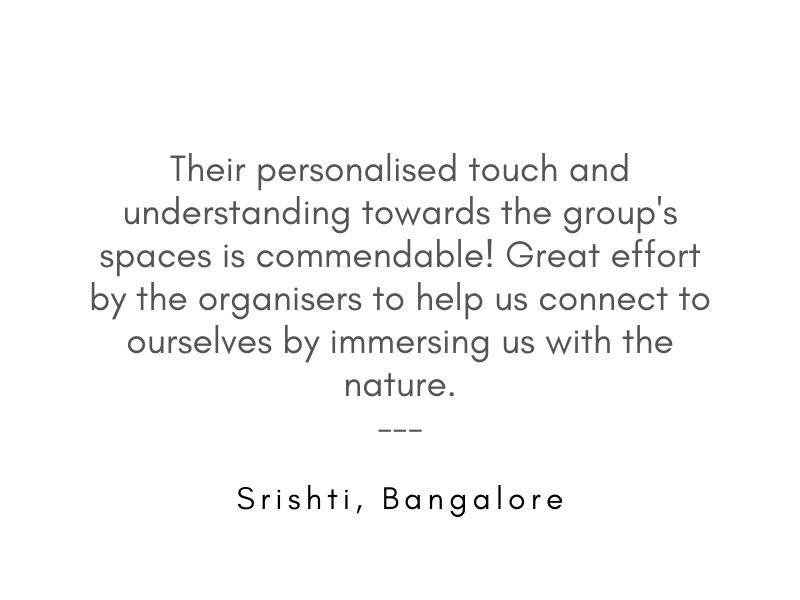 Their personalised touch and
understanding towards the group's
spaces is commendable! Great effort
by the organisers to help us connect to
ourselves by immersing us with the
nature.
---
Srishti, Bangalore